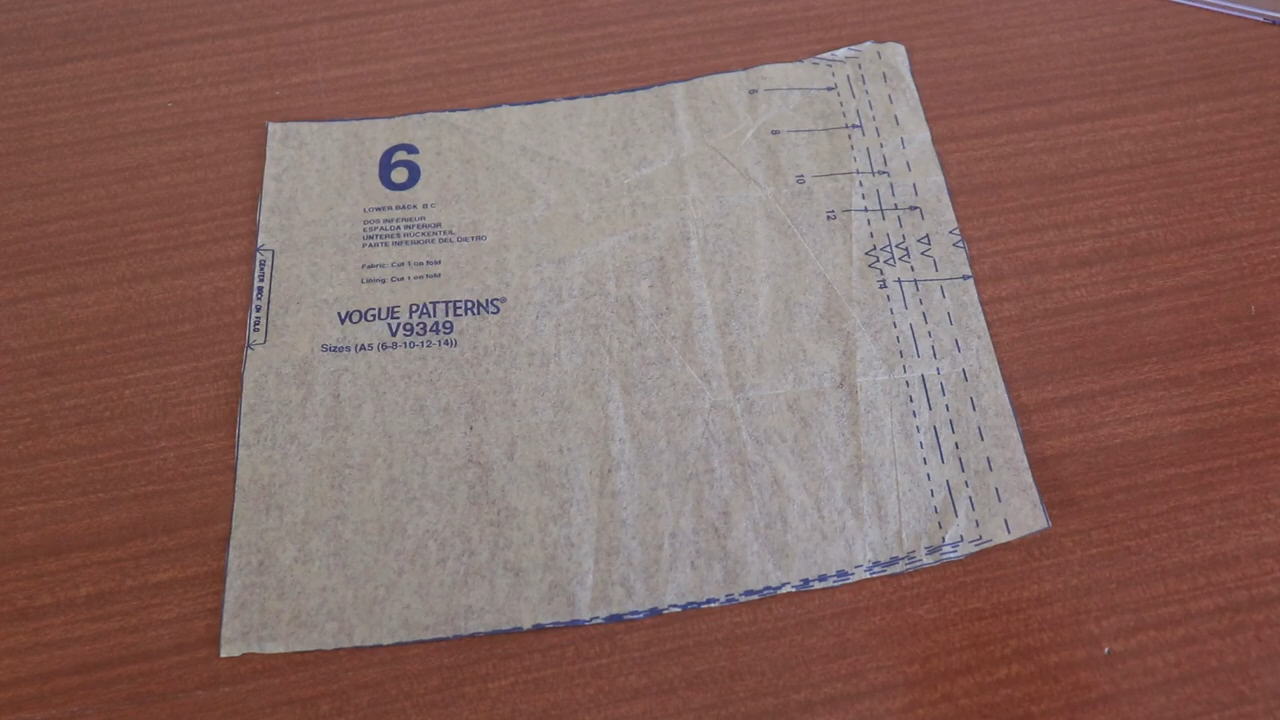 6
LOWER BACK B C
DOS INFERIEUR
ESPALDA INFERIOR
UNTERES RÜCKENTEIL
PARTE INFERIORE DEL DIETRO
Fabric: Cut 1 on fold
Lining: Cut 1 on fold
VOGUE PATTERNS®
V9349
Sizes (A5 (6-8-10-12-14))
CENTER BACK ON FOLD
6
8
10
12
14